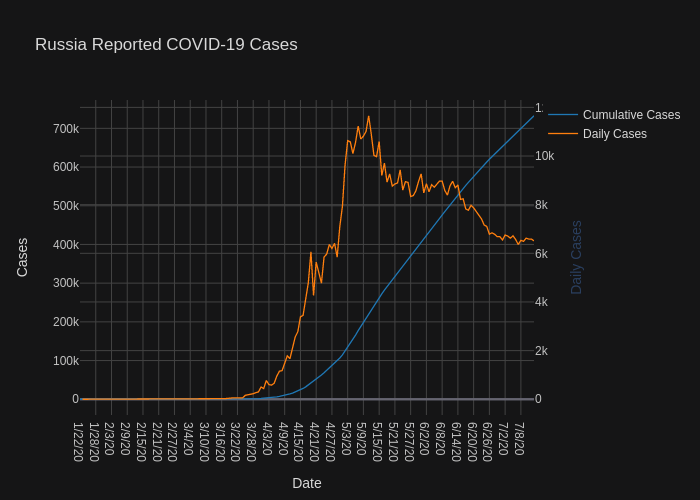 Russia Reported COVID-19 Cases
Cumulative Cases
Daily Cases
700k
600k
500k
400k
300k
200k
100k
0
10k
8k
6k
4k
2k
0
Cases
Daily Cases
1/22/20
1/28/20
2/3/20
2/9/20
2/15/20
2/21/20
2/27/20
3/4/20
3/10/20
3/16/20
3/22/20
3/28/20
4/3/20
4/9/20
4/15/20
4/21/20
4/27/20
5/3/20
5/9/20
5/15/20
5/21/20
5/27/20
6/2/20
6/8/20
6/14/20
6/20/20
6/26/20
7/2/20
7/8/20
Date